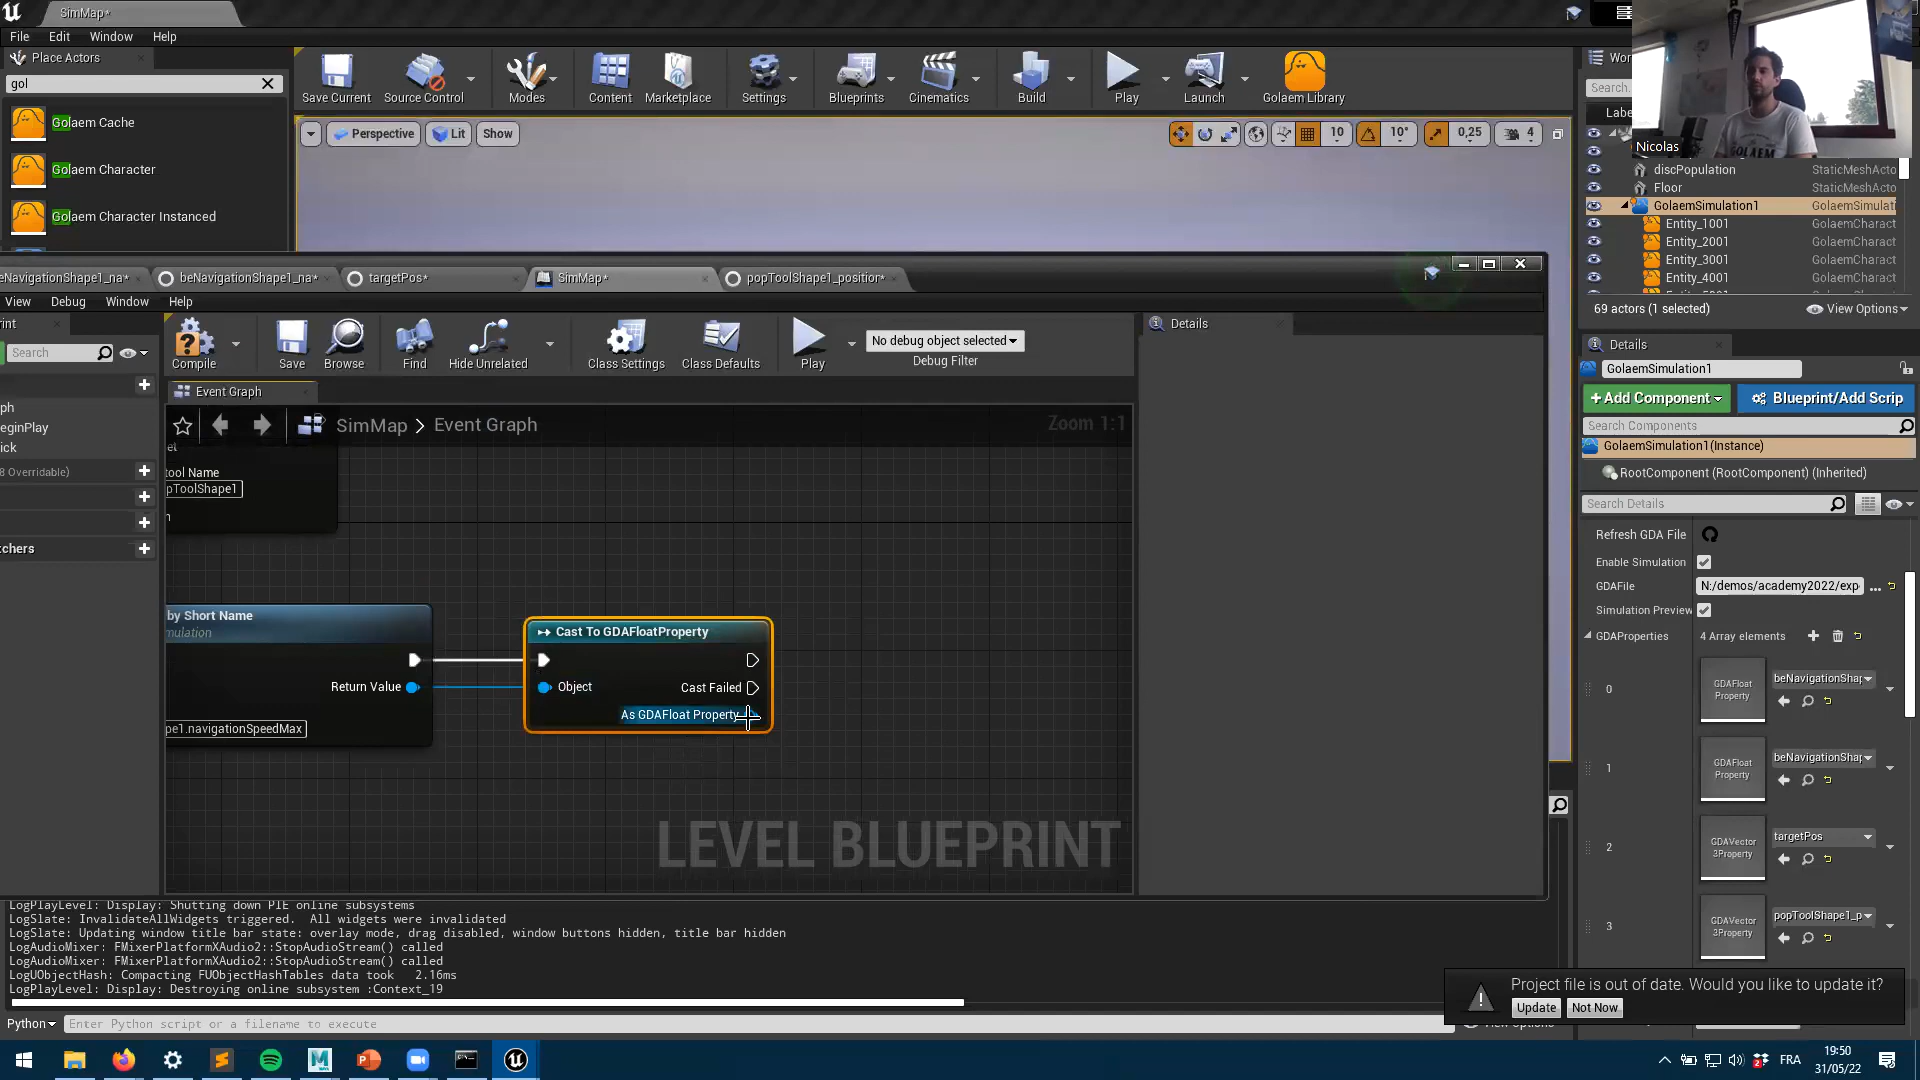 SimMap*
File Edit Window Help
Place Actors
gol
Golaem Cache
Golaem Character
Golaem Character Instanced
Save Current
Source Control
Modes
Content
Marketplace
Settings
Blueprints
Cinematics
Build
Play
Launch
Golaem Library
Perspective Lit Show
10 10° 0,25 4
Nicolas
Search.
discPopulation StaticMeshActo
Floor StaticMeshActo
GolaemSimulation1 GolaemSimulati
Entity_1001 GolaemCharact
Entity_2001 GolaemCharact
Entity_3001 GolaemCharact
Entity_4001 GolaemCharact
69 actors (1 selected) View Options
eNavigationShape1_na* beNavigationShape1_na* targetPos* SimMap* popToolShape1_position*
View Debug Window Help
Search
Compile
Save
Browse
Find
Hide Unrelated
Class Settings
Class Defaults
Play
No debug object selected
Debug Filter
Event Graph
SimMap > Event Graph
Zoom 1:1
ph
eginPlay
ick
8 Overridable)
chers
et
tool Name
pToolShape1
by Short Name
mulation
Return Value
pe1.navigationSpeedMax
Cast To GDAFloatProperty
Object
Cast Failed
As GDAFloat Property
LEVEL BLUEPRINT
Details
Details
GolaemSimulation1
+Add Component
Blueprint/Add Scrip
Search Components
GolaemSimulation1(Instance)
RootComponent (RootComponent) (Inherited)
Search Details
Refresh GDA File
Enable Simulation
GDAFile N:/demos/academy2022/exp
Simulation Preview
GDAProperties 4 Array elements
0 GDAFloat Property beNavigationShap
1 GDAFloat Property beNavigationShap
2 GDAVector 3Property targetPos
3 GDAVector 3Property popToolShape1_p
LogPlayLevel: Display: Shutting down PIE online subsystems
LogSlate: InvalidateAllWidgets triggered. All widgets were invalidated
LogSlate: Updating window title bar state: overlay mode, drag disabled, window buttons hidden, title bar hidden
LogAudioMixer: FMixerPlatformXAudio2::StopAudioStream() called
LogAudioMixer: FMixerPlatformXAudio2::StopAudioStream() called
LogUObjectHash: Compacting FUObjectHashTables data took 2.16ms
LogPlayLevel: Display: Destroying online subsystem :Context_19
Python Enter Python script or a filename to execute
Project file is out of date. Would you like to update it?
Update Not Now
FRA
19:50
31/05/22